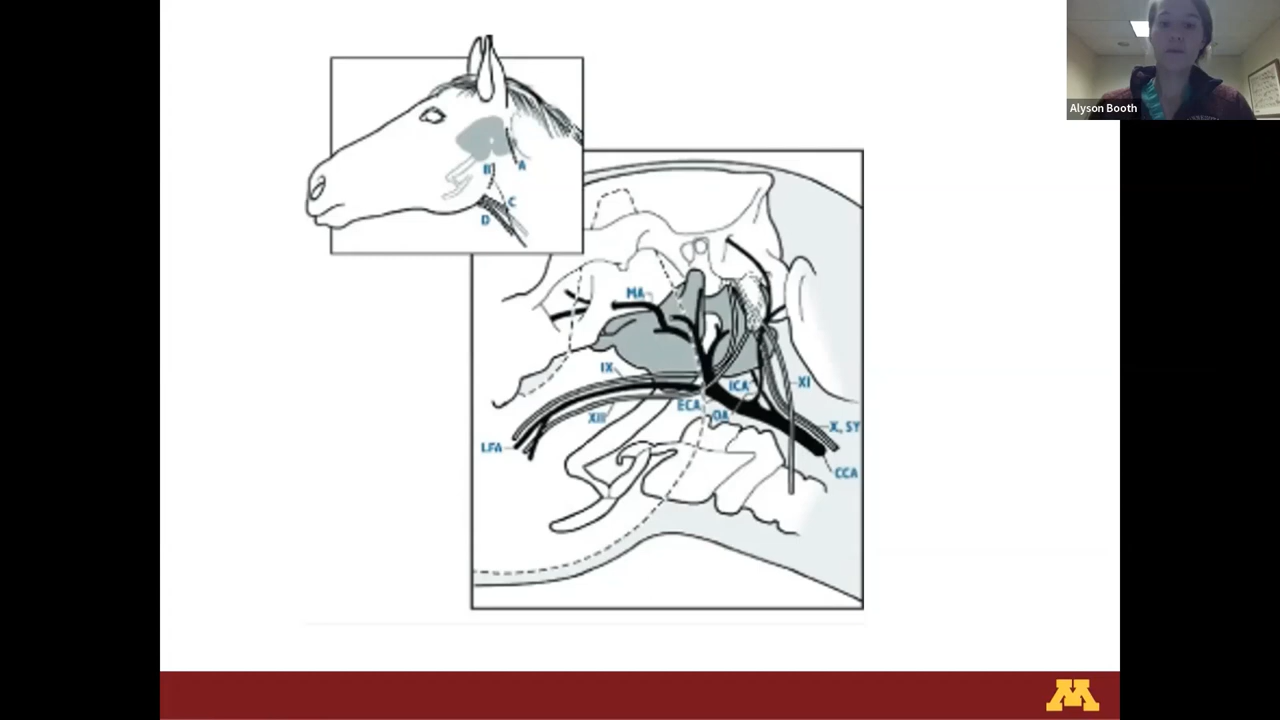 Alyson Booth
A
B
C
D
MA
IX
ICA
XI
ECA
OA
XII
X, SY
LFA
CCA
M